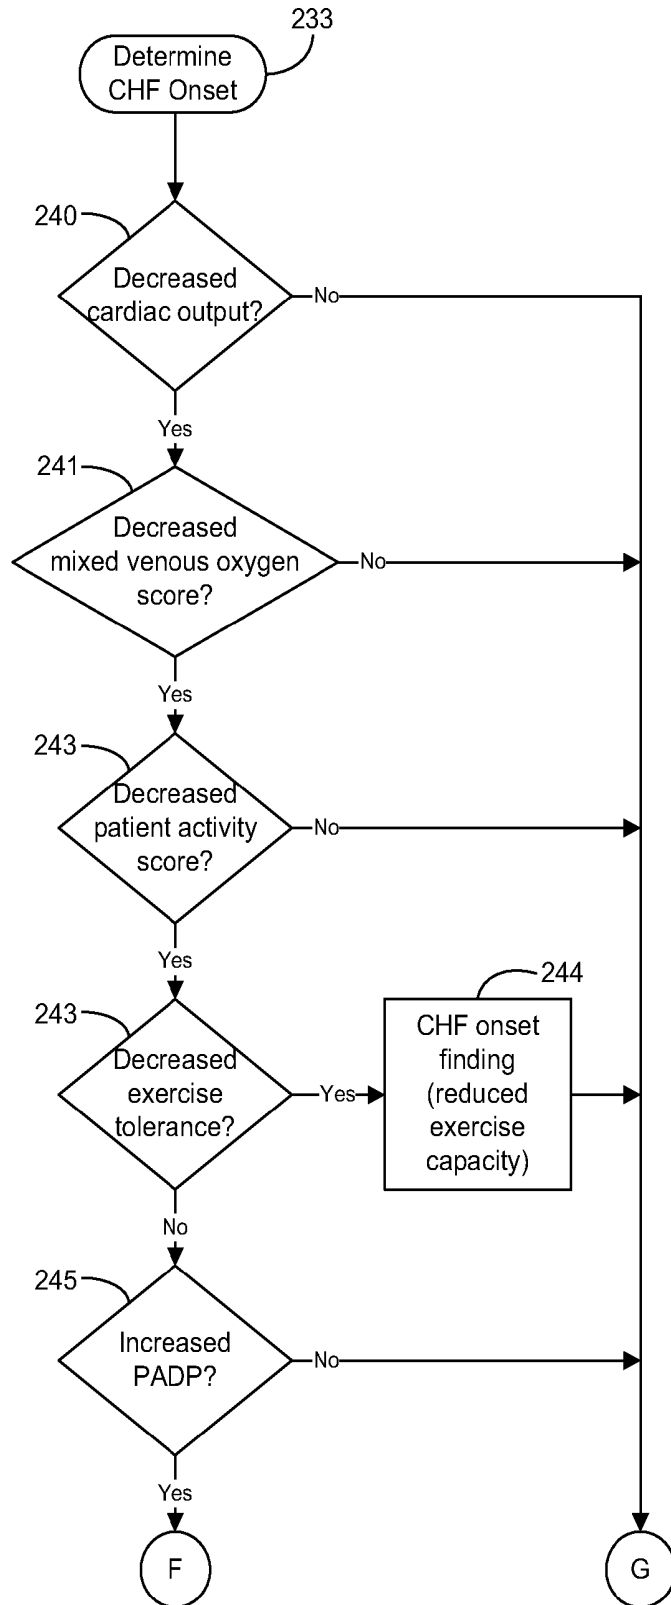 233
Determine
CHF Onset
240
Decreased
cardiac output?
No
Yes
241
Decreased
mixed venous oxygen
score?
No
Yes
243
Decreased
patient activity
score?
No
Yes
243
Decreased
exercise
tolerance?
Yes
244
CHF onset
finding
(reduced
exercise
capacity)
No
245
Increased
PADP?
No
Yes
F
G